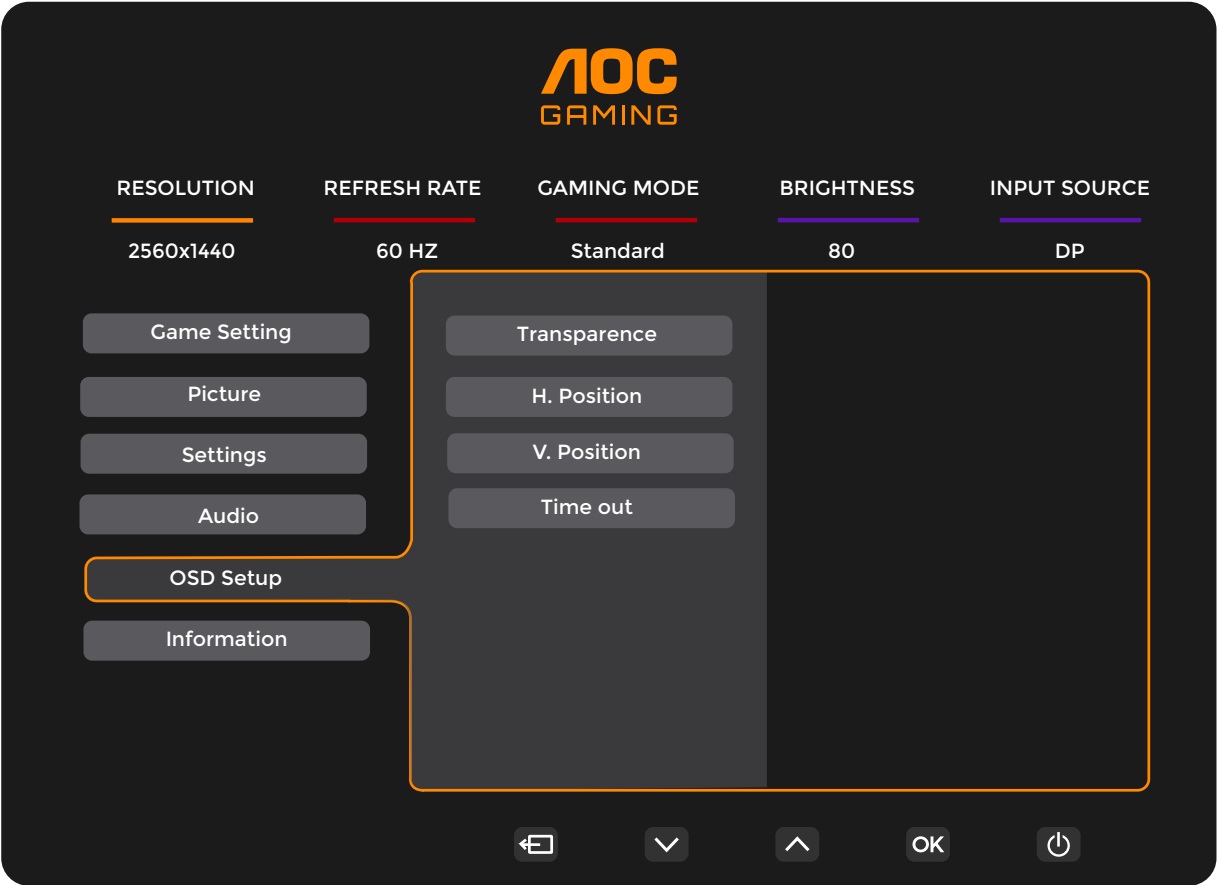 AOC
GAMING
RESOLUTION REFRESH RATE GAMING MODE BRIGHTNESS INPUT SOURCE
2560x1440 60 HZ Standard 80 DP
Game Setting
Picture
Settings
Audio
OSD Setup
Information
Transparence
H. Position
V. Position
Time out
OK